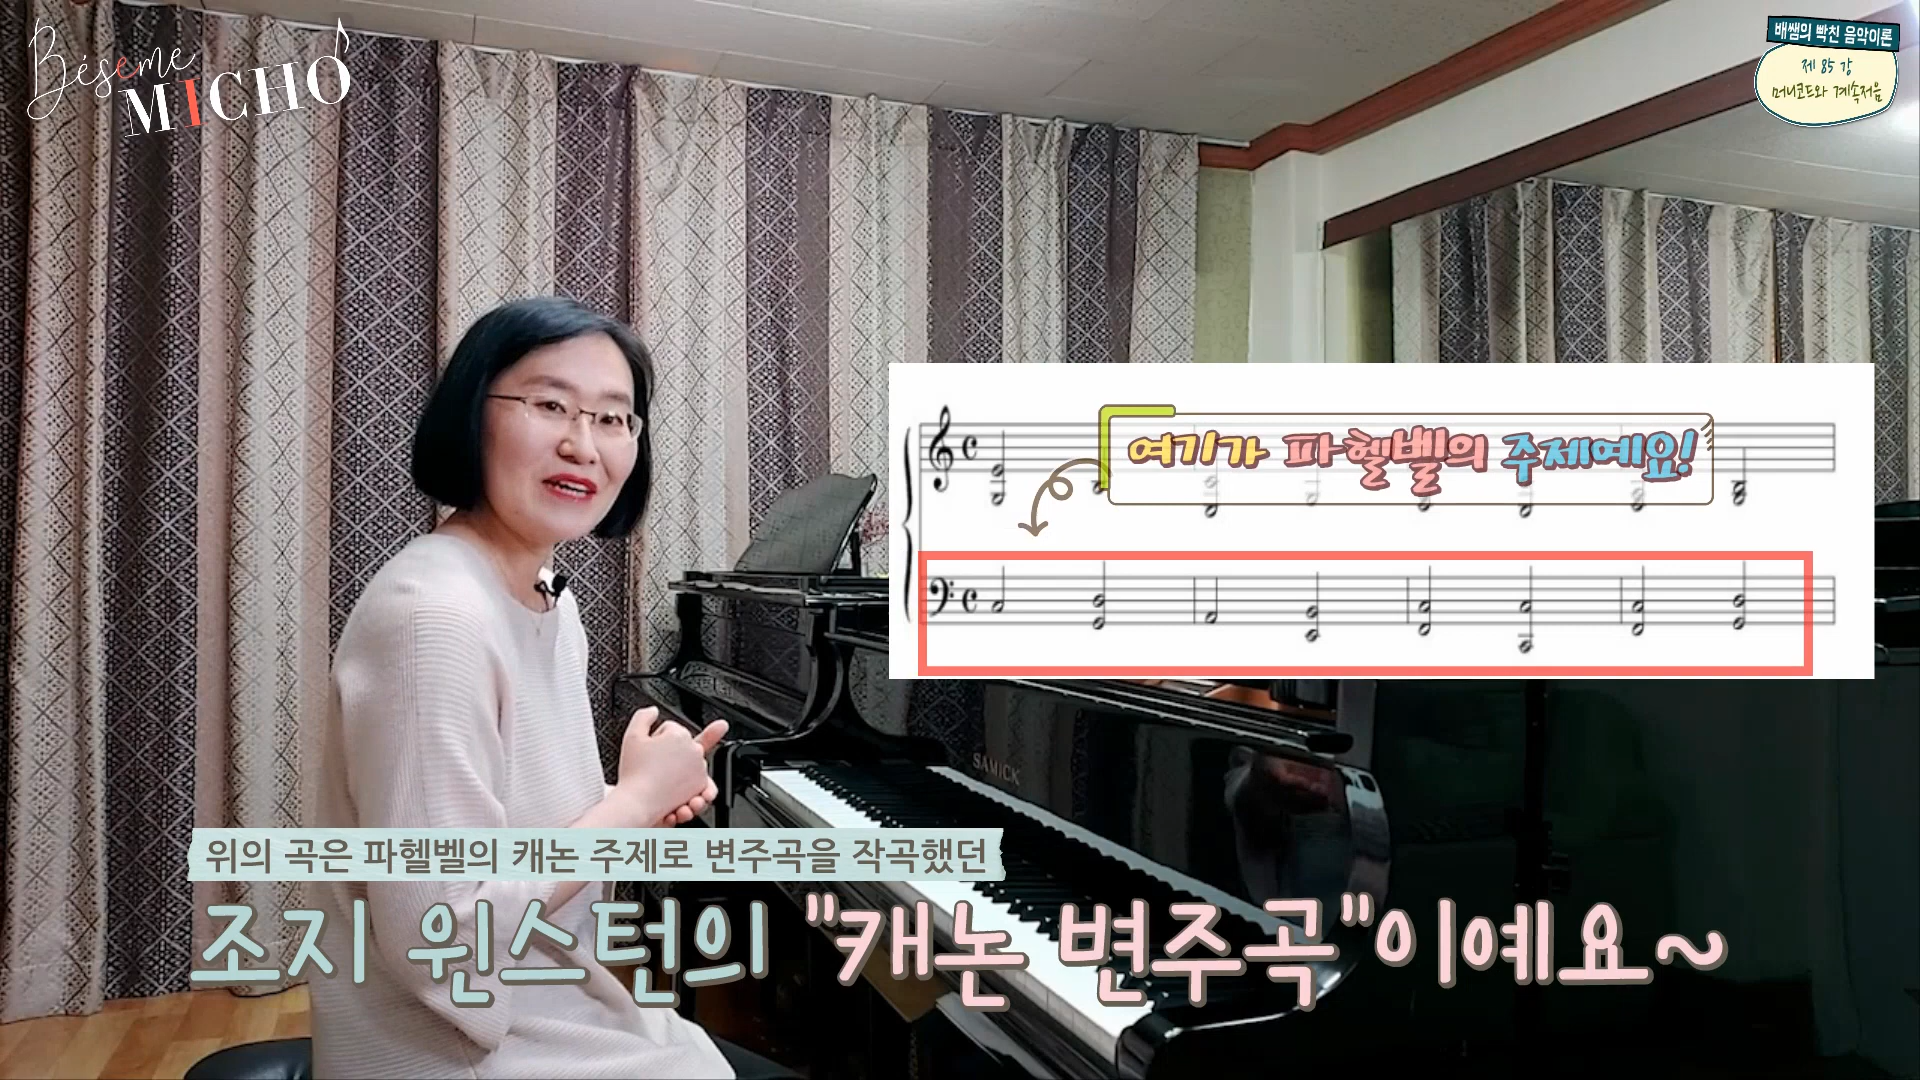 Béseme
MICHO
배쌤의 빡친 음악이론
제 85 강
머니코드와 계속저음
여기가 파헬벨의 주제예요!
SAMICK
위의 곡은 파헬벨의 캐논 주제로 변주곡을 작곡했던
조지 윈스턴의 "캐논 변주곡"이예요~